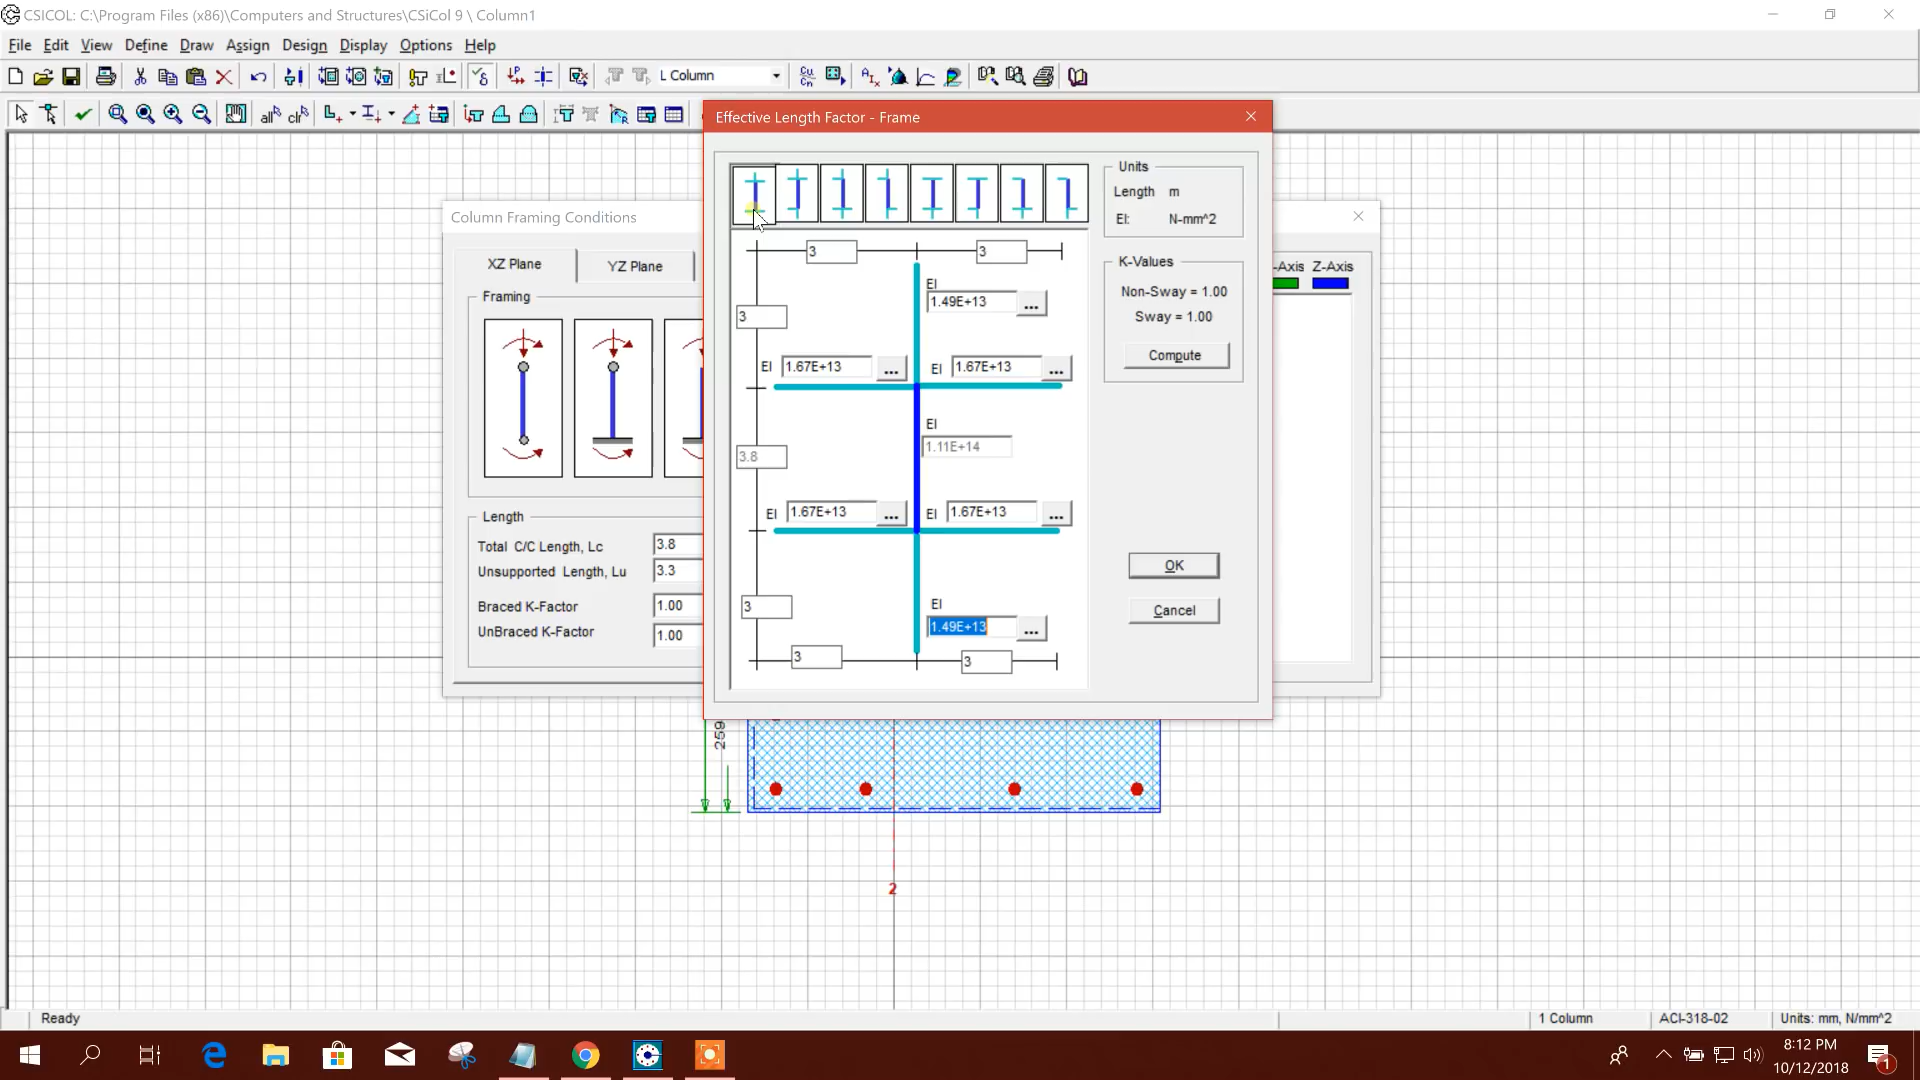 CSICOL: C:\Program Files (x86)\Computers and Structures\CSiCol 9 \ Column1
File Edit View Define Draw Assign Design Display Options Help
L Column
all clr
Effective Length Factor - Frame
Column Framing Conditions
XZ Plane
YZ Plane
Framing
Length
Total C/C Length, Lc 3.8
Unsupported Length, Lu 3.3
Braced K-Factor 1.00
UnBraced K-Factor 1.00
3 3
EI
1.49E+13 ...
3
EI 1.67E+13 ... EI 1.67E+13 ...
EI
1.11E+14
3.8
EI 1.67E+13 ... EI 1.67E+13 ...
3
EI
1.49E+13 ...
3 3
Units
Length m
EI: N-mm^2
K-Values
Non-Sway = 1.00
Sway = 1.00
Compute
OK
Cancel
-Axis Z-Axis
259
2
Ready
1 Column
ACI-318-02
Units: mm, N/mm^2
8:12 PM
10/12/2018
1